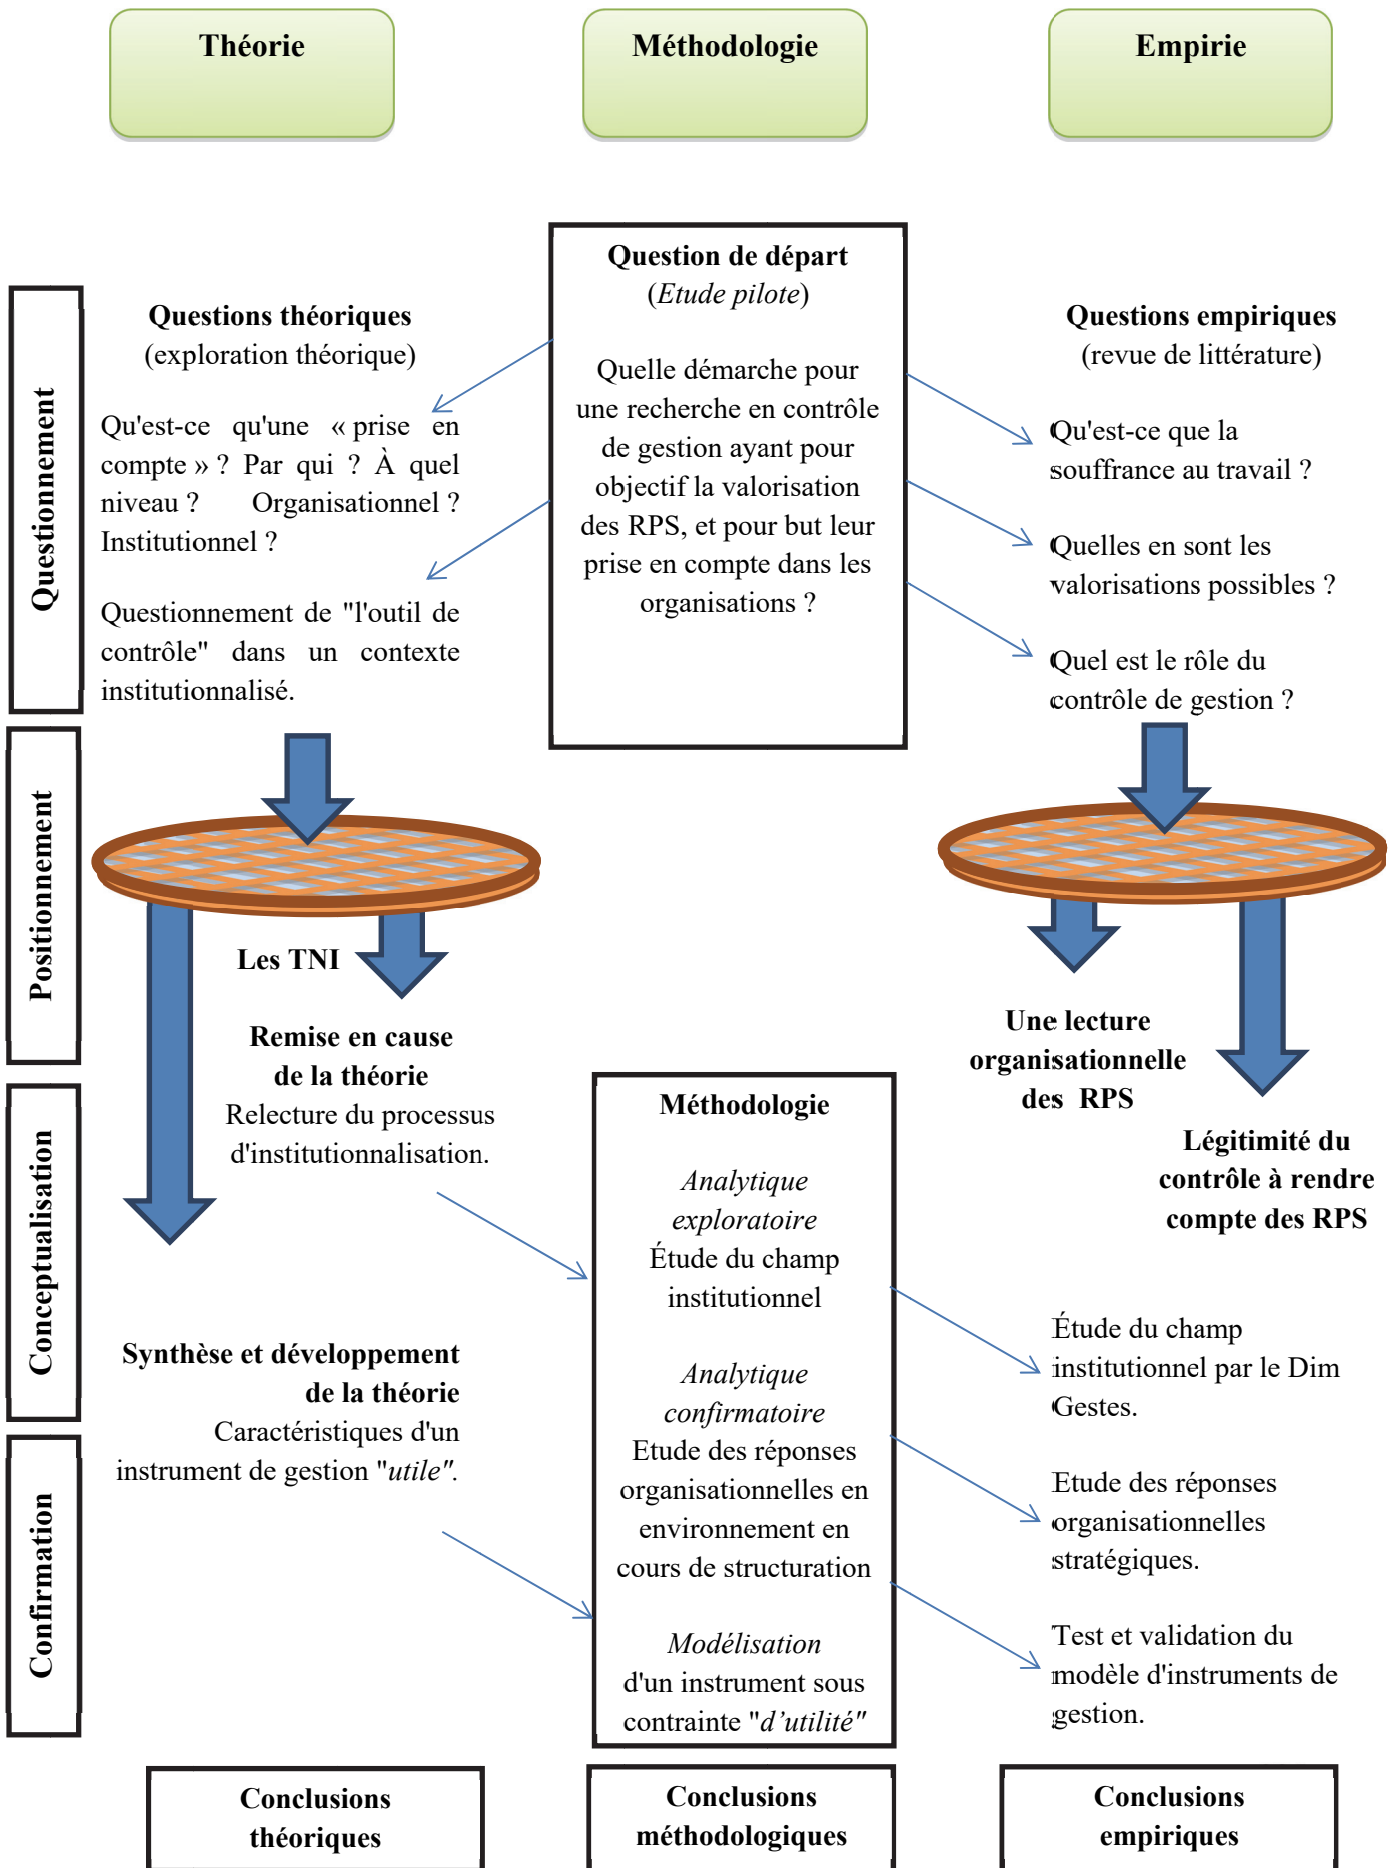 Théorie
Méthodologie
Empirie
Question de départ
(Etude pilote)
Quelle démarche pour
une recherche en contrôle
de gestion ayant pour
objectif la valorisation
des RPS, et pour but leur
prise en compte dans les
organisations ?
Questionnement
Questions théoriques
(exploration théorique)
Qu'est-ce qu'une « prise en
compte » ? Par qui ? À quel
niveau ? Organisationnel ?
Institutionnel ?
Questionnement de "l'outil de
contrôle" dans un contexte
institutionnalisé.
Questions empiriques
(revue de littérature)
Qu'est-ce que la
souffrance au travail ?
Quelles en sont les
valorisations possibles ?
Quel est le rôle du
contrôle de gestion ?
Positionnement
Les TNI
Remise en cause
de la théorie
Relecture du processus
d'institutionnalisation.
Une lecture
organisationnelle
des RPS
Légitimité du
contrôle à rendre
compte des RPS
Conceptualisation
Synthèse et développement
de la théorie
Caractéristiques d'un
instrument de gestion "utile".
Méthodologie
Analytique
exploratoire
Étude du champ
institutionnel
Analytique
confirmatoire
Etude des réponses
organisationnelles en
environnement en
cours de structuration
Modélisation
d'un instrument sous
contrainte "d’utilité"
Étude du champ
institutionnel par le Dim
Gestes.
Etude des réponses
organisationnelles
stratégiques.
Test et validation du
modèle d'instruments de
gestion.
Confirmation
Conclusions
théoriques
Conclusions
méthodologiques
Conclusions
empiriques